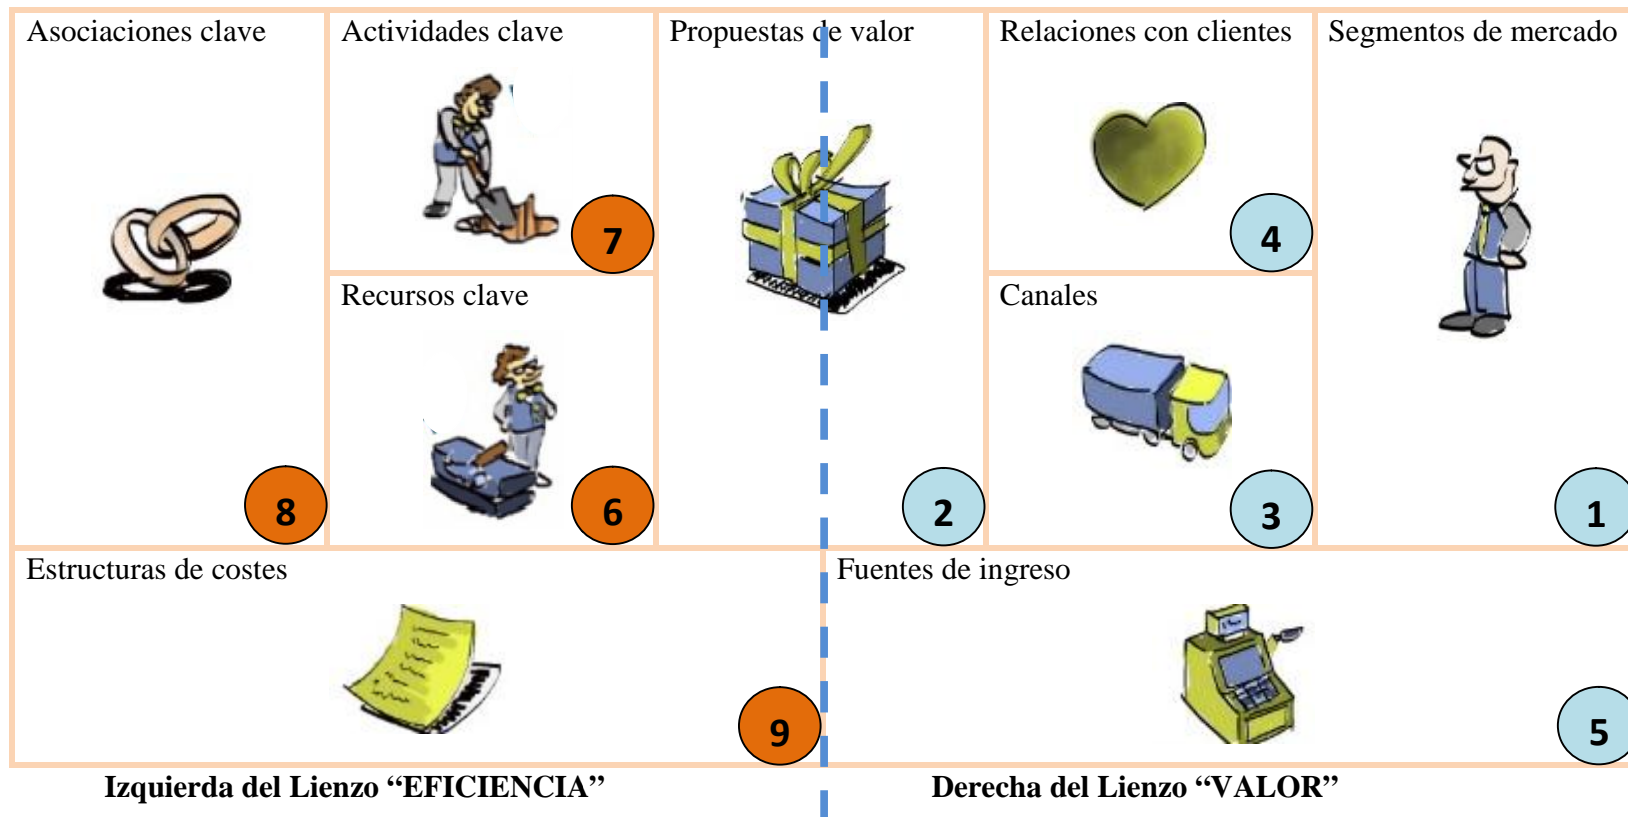 Asociaciones clave
Actividades clave
Propuestas de valor
Relaciones con clientes
Segmentos de mercado
7
4
Recursos clave
Canales
8
6
2
3
1
Estructuras de costes
Fuentes de ingreso
9
5
Izquierda del Lienzo “EFICIENCIA”
Derecha del Lienzo “VALOR”